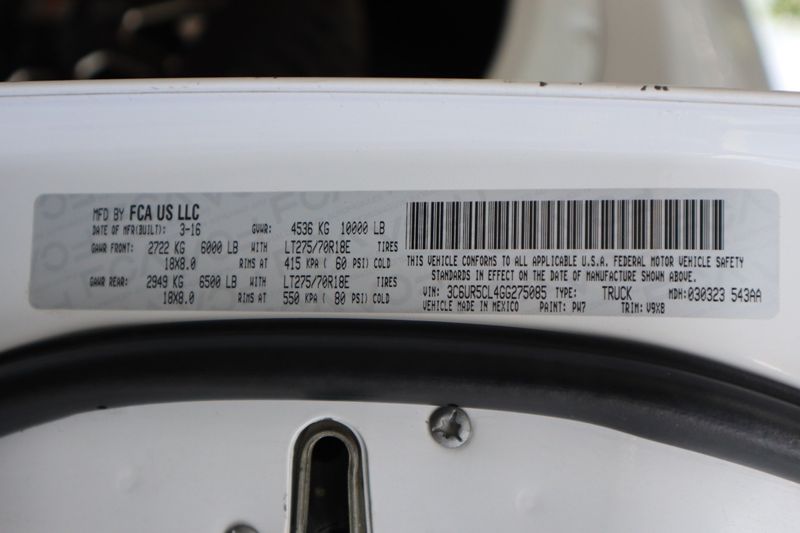 MFD BY FCA US LLC
DATE OF MFR(BUILT): 3-16 GVWR: 4536 KG 10000 LB
GAWR FRONT: 2722 KG 6000 LB WITH LT275/70R18E TIRES
18X8.0 RIMS AT 415 KPA ( 60 PSI) COLD
GAWR REAR: 2949 KG 6500 LB WITH LT275/70R18E TIRES
18X8.0 RIMS AT 550 KPA ( 80 PSI) COLD
THIS VEHICLE CONFORMS TO ALL APPLICABLE U.S.A. FEDERAL MOTOR VEHICLE SAFETY
STANDARDS IN EFFECT ON THE DATE OF MANUFACTURE SHOWN ABOVE.
VIN: 3C6UR5CL4GG275085 TYPE: TRUCK MDH:030323 543AA
VEHICLE MADE IN MEXICO PAINT: PW7 TRIM: V9X8